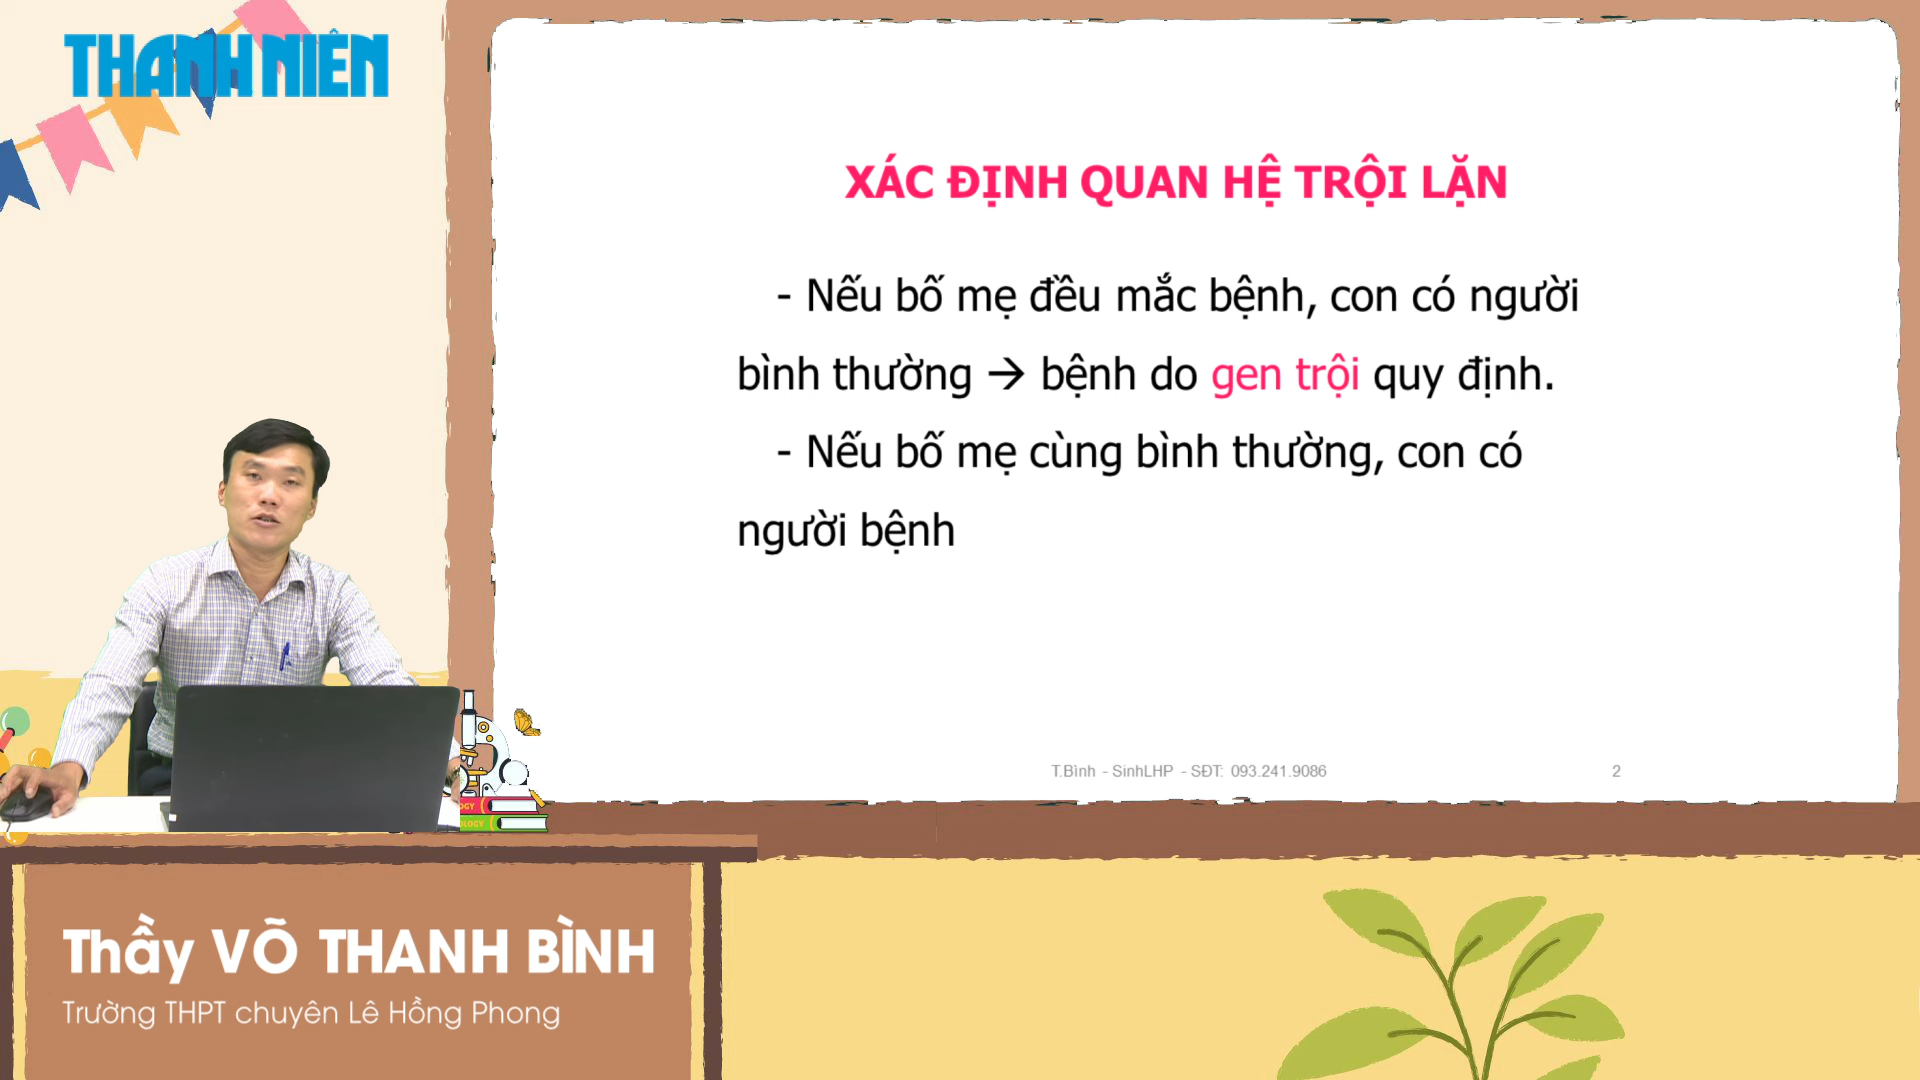 THANH NIÊN
XÁC ĐỊNH QUAN HỆ TRỘI LẶN
- Nếu bố mẹ đều mắc bệnh, con có người
bình thường → bệnh do gen trội quy định.
- Nếu bố mẹ cùng bình thường, con có
người bệnh
T.Bình - SinhLHP - SĐT: 093.241.9086
2
Thầy VÕ THANH BÌNH
Trường THPT chuyên Lê Hồng Phong